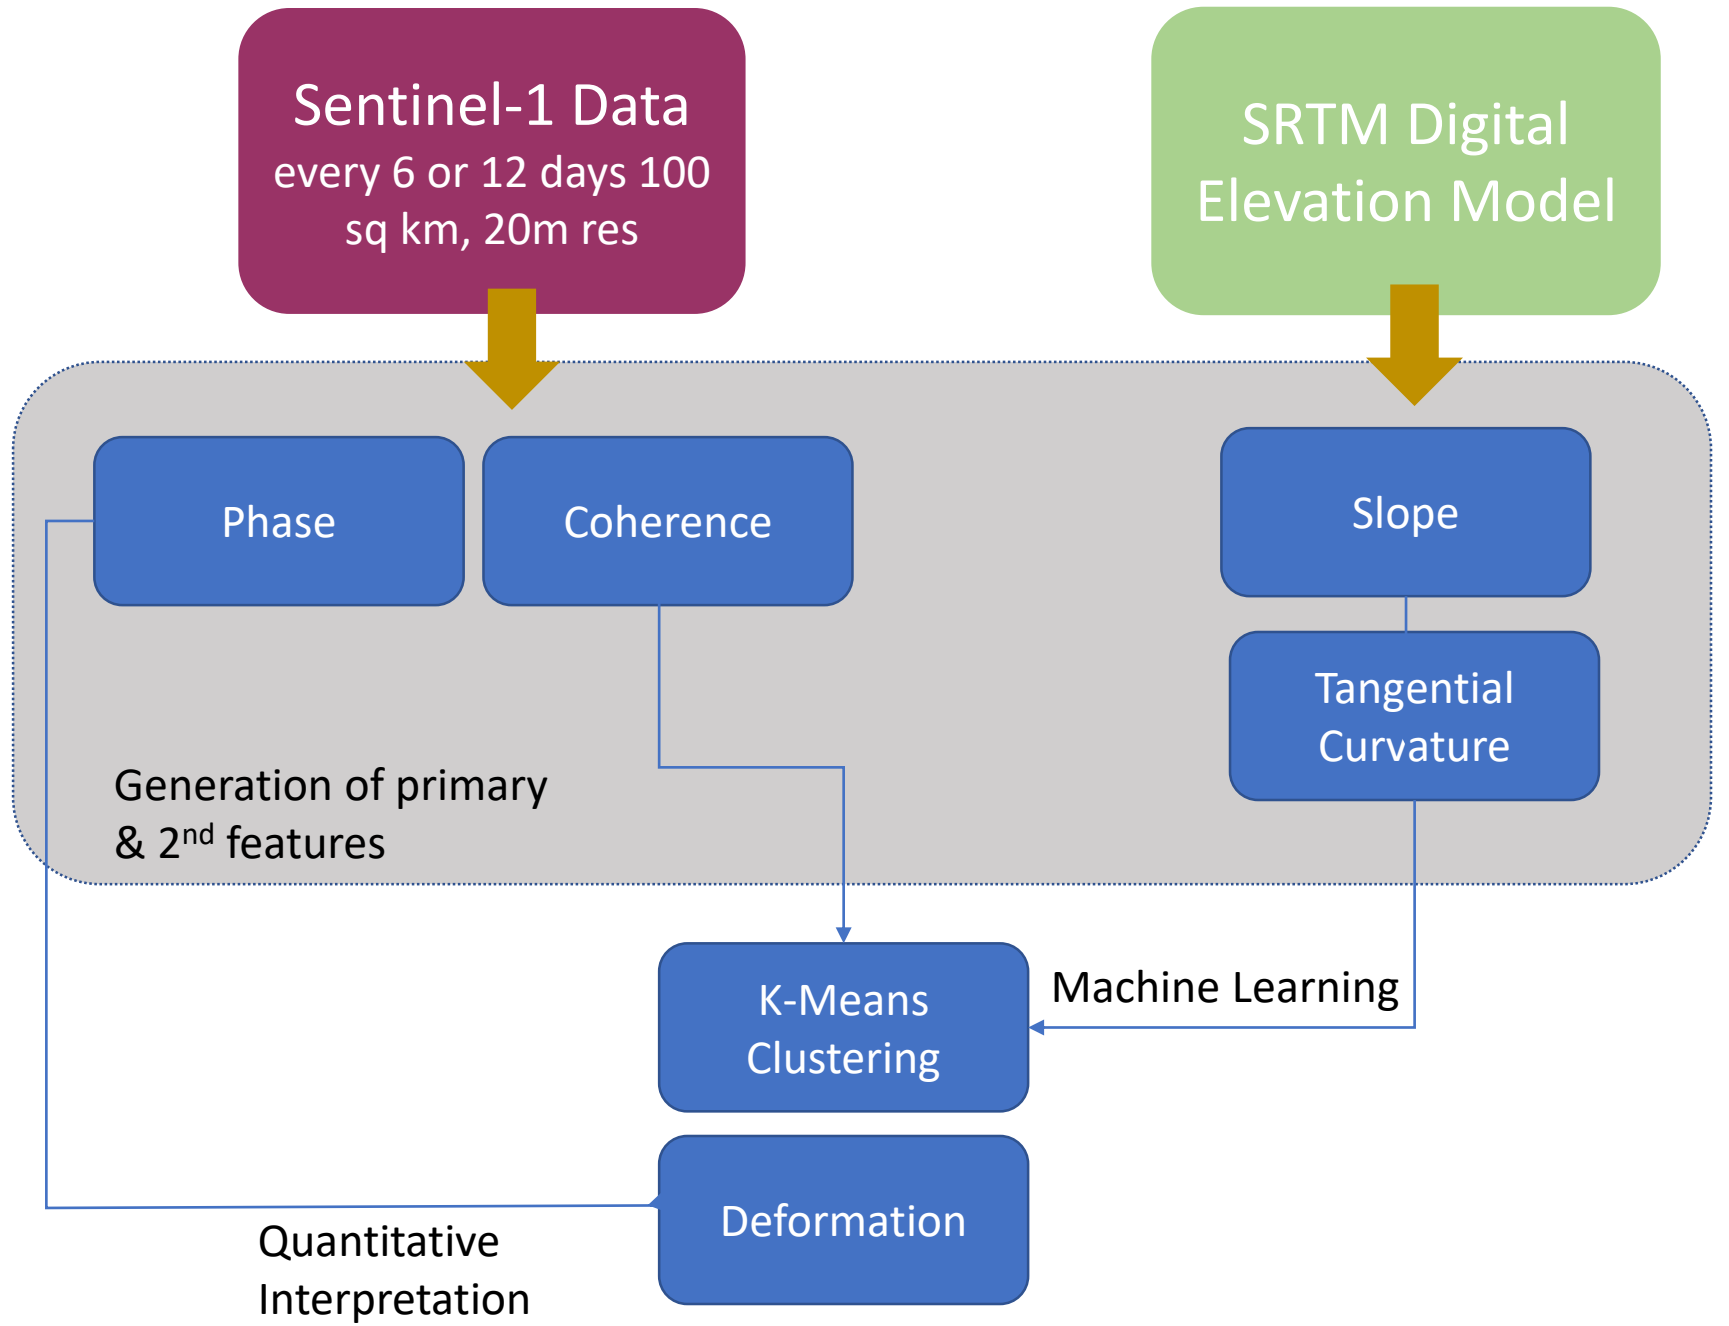 Sentinel-1 Data
every 6 or 12 days 100
sq km, 20m res
SRTM Digital
Elevation Model
Phase
Coherence
Slope
Tangential
Curvature
Generation of primary
& 2nd features
K-Means
Clustering
Machine Learning
Deformation
Quantitative
Interpretation